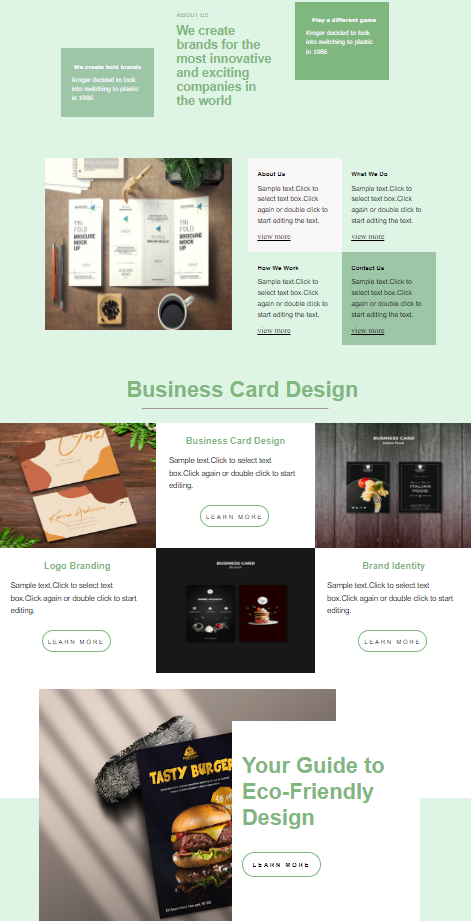 ABOUT US
We create
brands for the
most innovative
and exciting
companies in
the world
Play a different game
Kroger decided to look
into switching to plastic
in 1986
We create bold brands
Kroger decided to look
into switching to plastic
in 1986
TRI
FOLD
BROCURE
MOCK
UP
TRI
FOLD
BROCURE
MOCK
UP
About Us
Sample text.Click to
select text box.Click
again or double click to
start editing the text.
view more
What We Do
Sample text.Click to
select text box.Click
again or double click to
start editing the text.
view more
How We Work
Sample text.Click to
select text box.Click
again or double click to
start editing the text.
view more
Contact Us
Sample text.Click to
select text box.Click
again or double click to
start editing the text.
view more
Business Card Design
Business Card Design
Sample text.Click to select text
box.Click again or double click to start
editing.
LEARN MORE
BUSINESS CARD
Italian Food
ITALIAN
FOOD
Logo Branding
Sample text.Click to select text
box.Click again or double click to start
editing.
LEARN MORE
BUSINESS CARD
Brand Identity
Sample text.Click to select text
box.Click again or double click to start
editing.
LEARN MORE
TASTY BURGER
Your Guide to
Eco-Friendly
Design
LEARN MORE